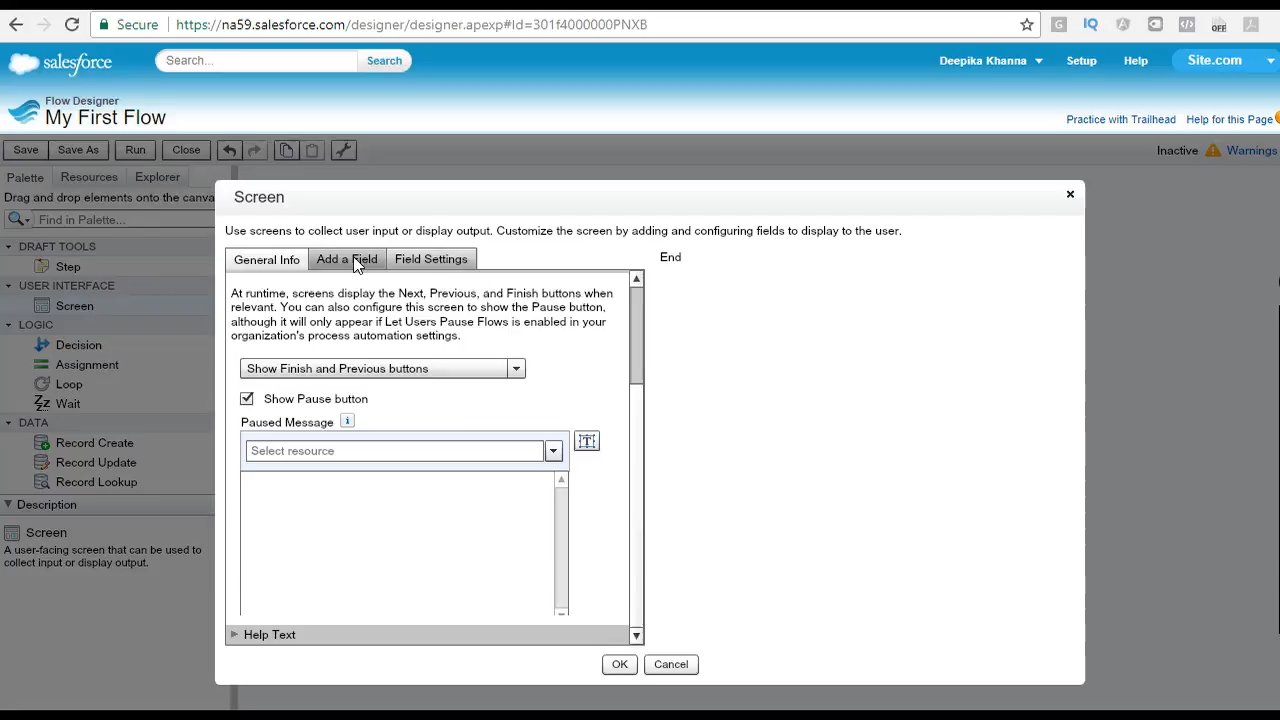 Secure
https://na59.salesforce.com/designer/designer.apexp#Id=301f4000000PNXB
G
IQ
OFF
salesforce
Search...
Search
Deepika Khanna
Setup
Help
Site.com
Flow Designer
My First Flow
Practice with Trailhead
Help for this Page
Save
Save As
Run
Close
Inactive
Warnings
Palette
Resources
Explorer
Drag and drop elements onto the canva
Find in Palette...
DRAFT TOOLS
Step
USER INTERFACE
Screen
LOGIC
Decision
Assignment
Loop
Zzz
Wait
DATA
Record Create
Record Update
Record Lookup
Description
Screen
A user-facing screen that can be used to
collect input or display output.
Screen
Use screens to collect user input or display output. Customize the screen by adding and configuring fields to display to the user.
General Info
Add a Field
Field Settings
End
At runtime, screens display the Next, Previous, and Finish buttons when
relevant. You can also configure this screen to show the Pause button,
although it will only appear if Let Users Pause Flows is enabled in your
organization's process automation settings.
Show Finish and Previous buttons
Show Pause button
Paused Message
i
Select resource
T
Help Text
OK
Cancel